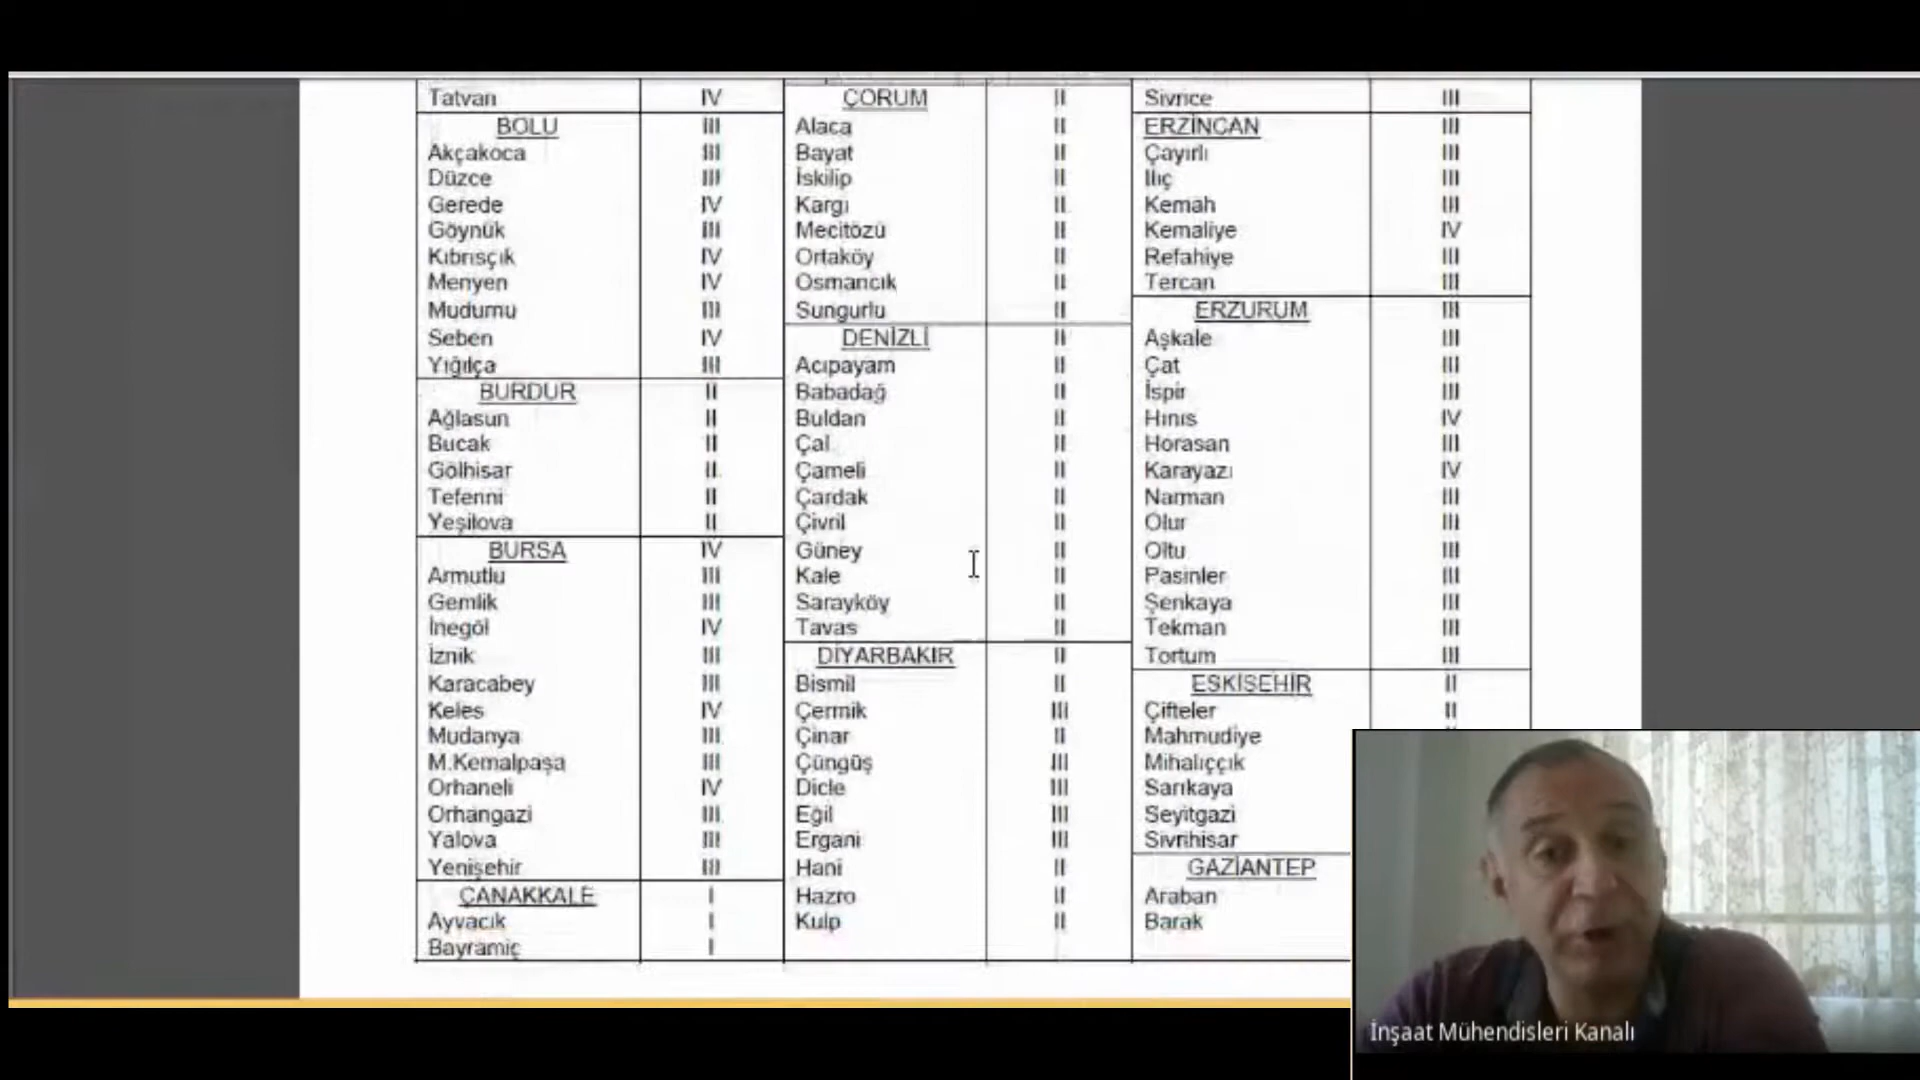 Tatvan IV
BOLU III
Akçakoca III
Düzce III
Gerede IV
Göynük III
Kıbrısçık IV
Menyen IV
Mudurnu III
Seben IV
Yığılça III
BURDUR II
Ağlasun II
Bucak II
Gölhisar II
Tefenni II
Yeşilova II
BURSA IV
Armutlu III
Gemlik III
İnegöl IV
İznik III
Karacabey III
Keles IV
Mudanya III
M.Kemalpaşa III
Orhaneli IV
Orhangazi III
Yalova III
Yenişehir III
ÇANAKKALE I
Ayvacık I
Bayramiç I
ÇORUM II
Alaca II
Bayat II
İskilip II
Kargı II
Mecitözü II
Ortaköy II
Osmancık II
Sungurlu II
DENİZLİ II
Acıpayam II
Babadağ II
Buldan II
Çal II
Çameli II
Çardak II
Çivril II
Güney II
Kale II
Sarayköy II
Tavas II
DİYARBAKIR II
Bismil II
Çermik III
Çınar II
Çüngüş III
Dicle III
Eğil III
Ergani III
Hani II
Hazro II
Kulp II
Sivrice III
ERZİNCAN III
Çayırlı III
İliç III
Kemah III
Kemaliye IV
Refahiye III
Tercan III
ERZURUM III
Aşkale III
Çat III
İspir III
Hınıs IV
Horasan III
Karayazı IV
Narman III
Olur III
Oltu III
Pasinler III
Şenkaya III
Tekman III
Tortum III
ESKİŞEHİR II
Çifteler II
Mahmudiye
Mihalıççık
Sarıkaya
Seyitgazi
Sivrihisar
GAZİANTEP
Araban
Barak
İnşaat Mühendisleri Kanalı